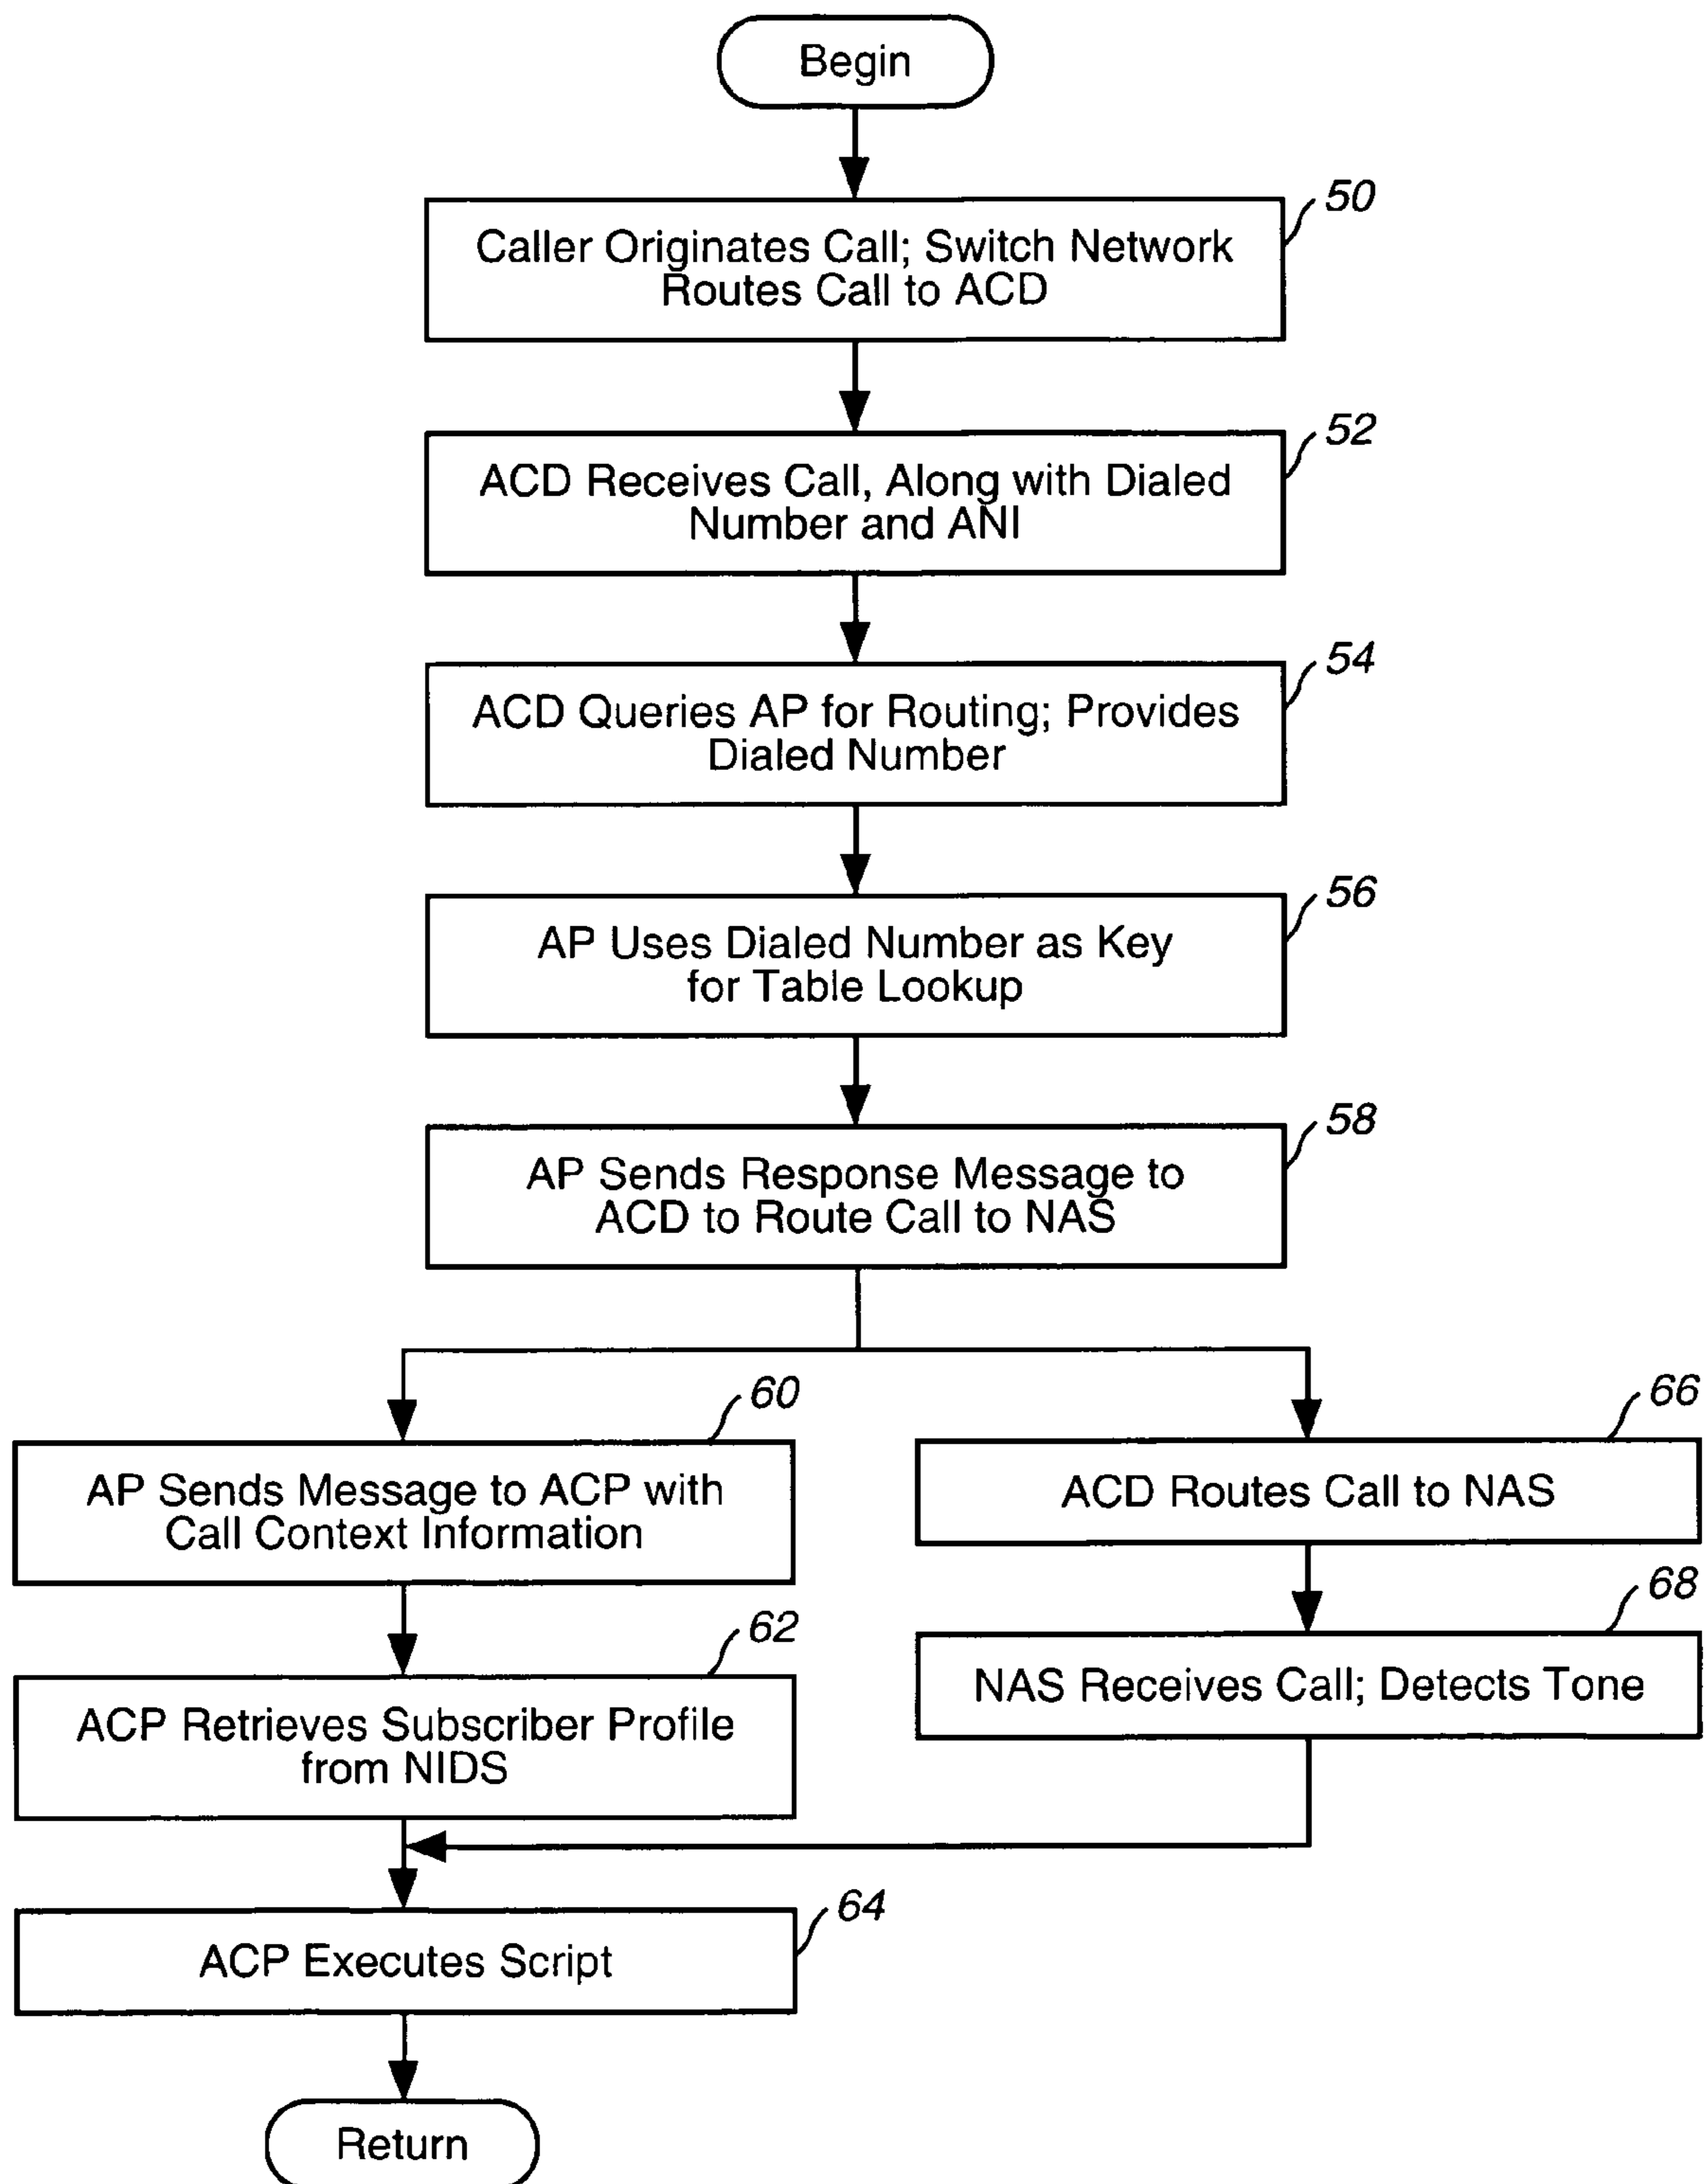 Begin
50
Caller Originates Call; Switch Network
Routes Call to ACD
52
ACD Receives Call, Along with Dialed
Number and ANI
54
ACD Queries AP for Routing; Provides
Dialed Number
56
AP Uses Dialed Number as Key
for Table Lookup
58
AP Sends Response Message to
ACD to Route Call to NAS
60
AP Sends Message to ACP with
Call Context Information
62
ACP Retrieves Subscriber Profile
from NIDS
66
ACD Routes Call to NAS
68
NAS Receives Call; Detects Tone
64
ACP Executes Script
Return